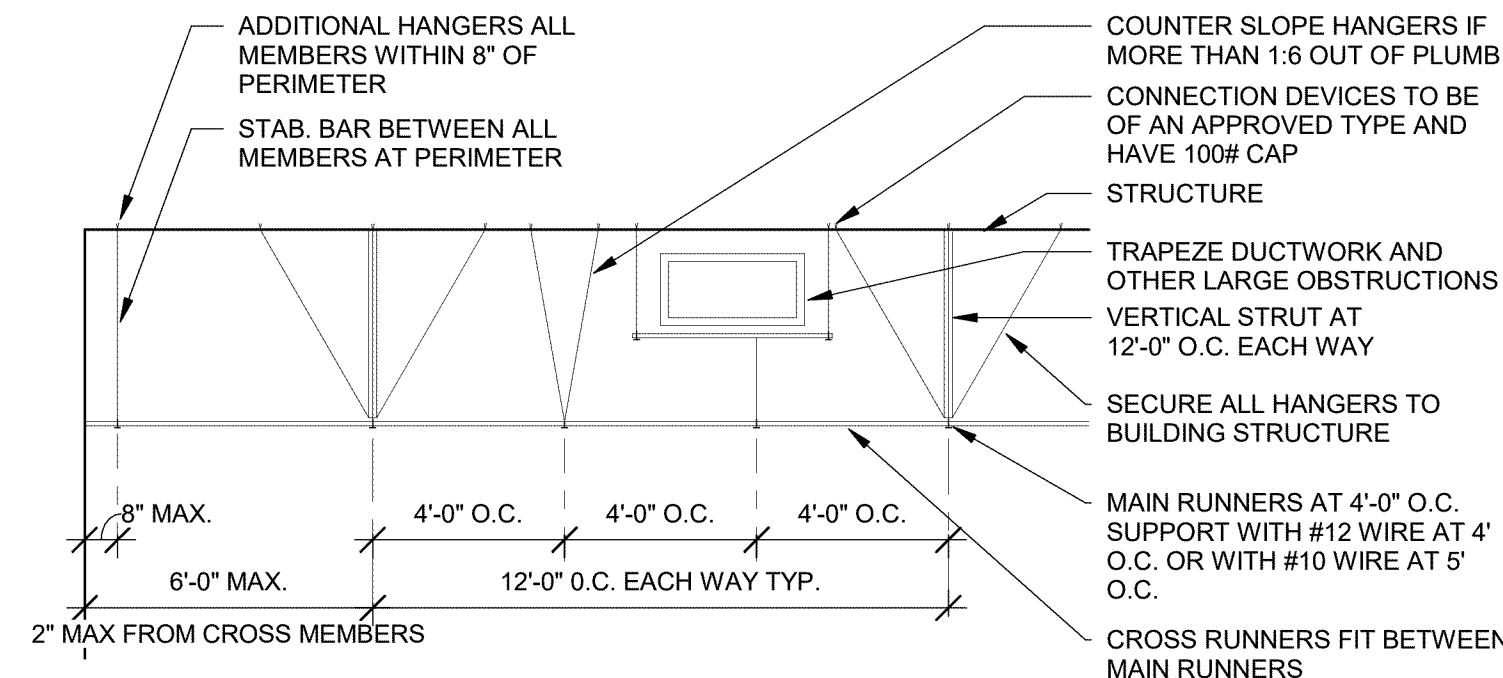 ADDITIONAL HANGERS ALL
MEMBERS WITHIN 8" OF
PERIMETER
STAB. BAR BETWEEN ALL
MEMBERS AT PERIMETER
COUNTER SLOPE HANGERS IF
MORE THAN 1:6 OUT OF PLUMB
CONNECTION DEVICES TO BE
OF AN APPROVED TYPE AND
HAVE 100# CAP
STRUCTURE
TRAPEZE DUCTWORK AND
OTHER LARGE OBSTRUCTIONS
VERTICAL STRUT AT
12'-0" O.C. EACH WAY
SECURE ALL HANGERS TO
BUILDING STRUCTURE
MAIN RUNNERS AT 4'-0" O.C.
SUPPORT WITH #12 WIRE AT 4'
O.C. OR WITH #10 WIRE AT 5'
O.C.
CROSS RUNNERS FIT BETWEEN
MAIN RUNNERS
8" MAX.
4'-0" O.C.
4'-0" O.C.
4'-0" O.C.
6'-0" MAX.
12'-0" 0.C. EACH WAY TYP.
2" MAX FROM CROSS MEMBERS